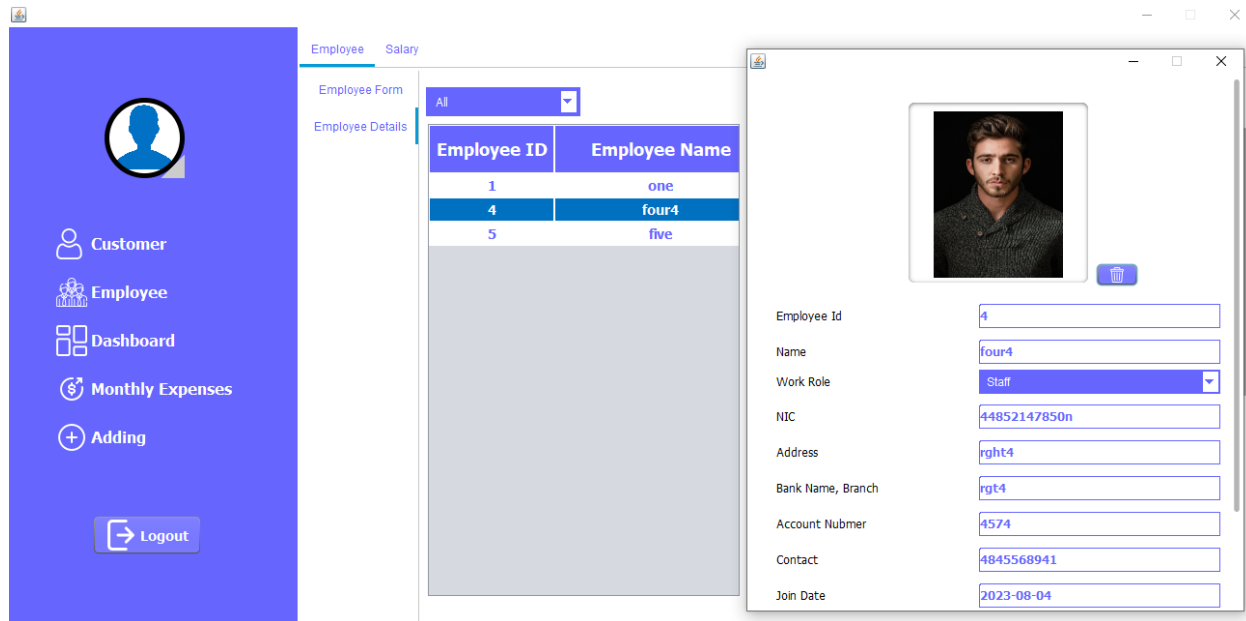 Customer
Employee
Dashboard
Monthly Expenses
Adding
Logout
Employee Salary
Employee Form
Employee Details
All
Employee ID Employee Name
1 one
4 four4
5 five
Employee Id 4
Name four4
Work Role Staff
NIC 44852147850n
Address rght4
Bank Name, Branch rgt4
Account Nubmer 4574
Contact 4845568941
Join Date 2023-08-04